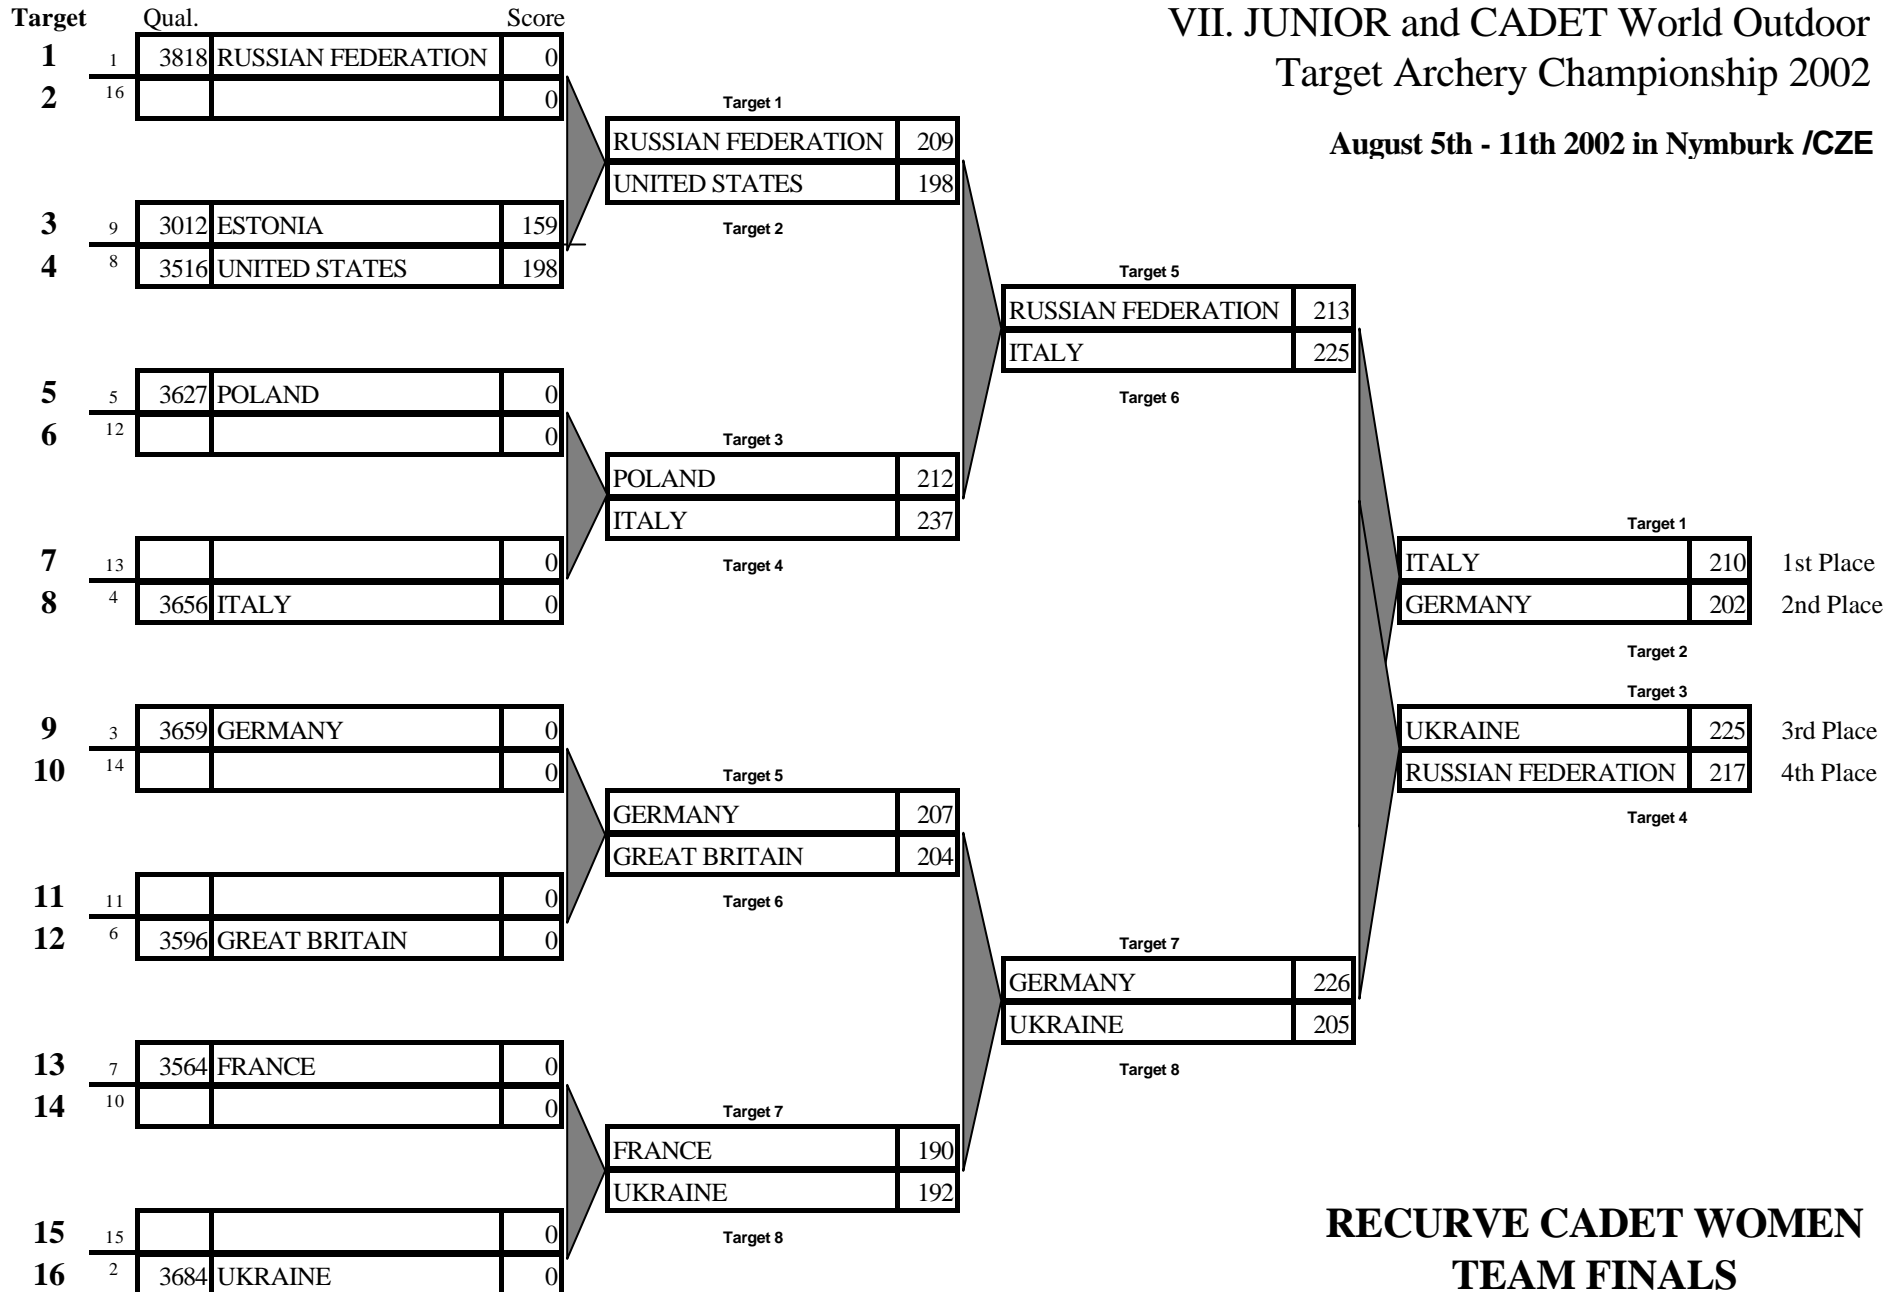 Target Qual. Score
VII. JUNIOR and CADET World Outdoor
Target Archery Championship 2002
August 5th - 11th 2002 in Nymburk /CZE
1 1 3818 RUSSIAN FEDERATION 0
2 16 0
3 9 3012 ESTONIA 159
4 8 3516 UNITED STATES 198
5 5 3627 POLAND 0
6 12 0
7 13 0
8 4 3656 ITALY 0
9 3 3659 GERMANY 0
10 14 0
11 11 0
12 6 3596 GREAT BRITAIN 0
13 7 3564 FRANCE 0
14 10 0
15 15 0
16 2 3684 UKRAINE 0
Target 1
RUSSIAN FEDERATION 209
UNITED STATES 198
Target 2
Target 3
POLAND 212
ITALY 237
Target 4
Target 5
GERMANY 207
GREAT BRITAIN 204
Target 6
Target 7
FRANCE 190
UKRAINE 192
Target 8
Target 5
RUSSIAN FEDERATION 213
ITALY 225
Target 6
Target 7
GERMANY 226
UKRAINE 205
Target 8
Target 1
ITALY 210 1st Place
GERMANY 202 2nd Place
Target 2
Target 3
UKRAINE 225 3rd Place
RUSSIAN FEDERATION 217 4th Place
Target 4
RECURVE CADET WOMEN
TEAM FINALS